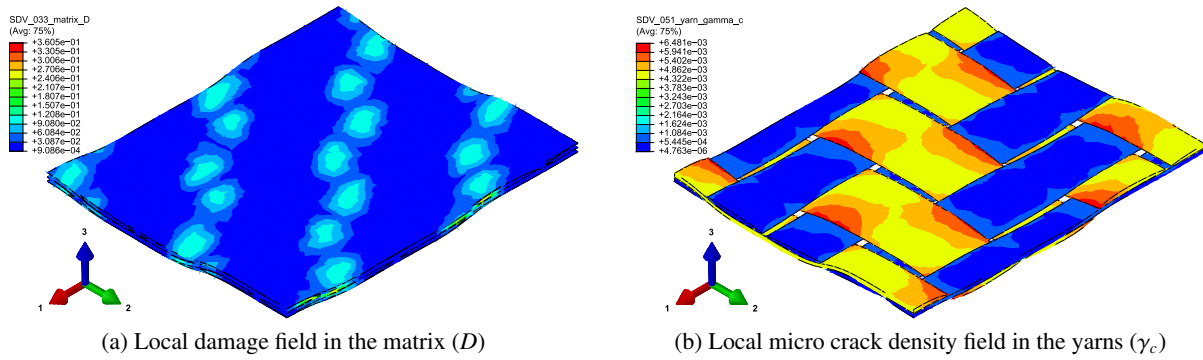 SDV_033_matrix_D
(Avg: 75%)
+3.605e−01
+3.305e−01
+3.006e−01
+2.706e−01
+2.406e−01
+2.107e−01
+1.807e−01
+1.507e−01
+1.208e−01
+9.080e−02
+6.084e−02
+3.087e−02
+9.086e−04
3
1
2
(a) Local damage field in the matrix (D)
SDV_051_yarn_gamma_c
(Avg: 75%)
+6.481e−03
+5.941e−03
+5.402e−03
+4.862e−03
+4.322e−03
+3.783e−03
+3.243e−03
+2.703e−03
+2.164e−03
+1.624e−03
+1.084e−03
+5.445e−04
+4.763e−06
3
1
2
(b) Local micro crack density field in the yarns (γc)